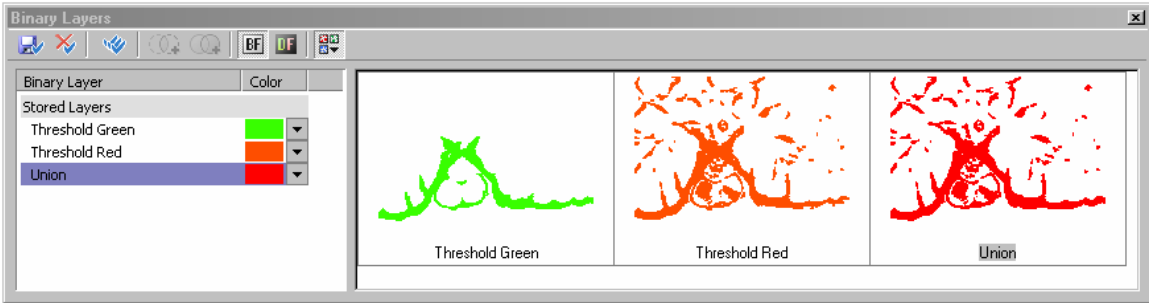 Binary Layers
BF DF
Binary Layer Color
Stored Layers
Threshold Green
Threshold Red
Union
Threshold Green Threshold Red Union